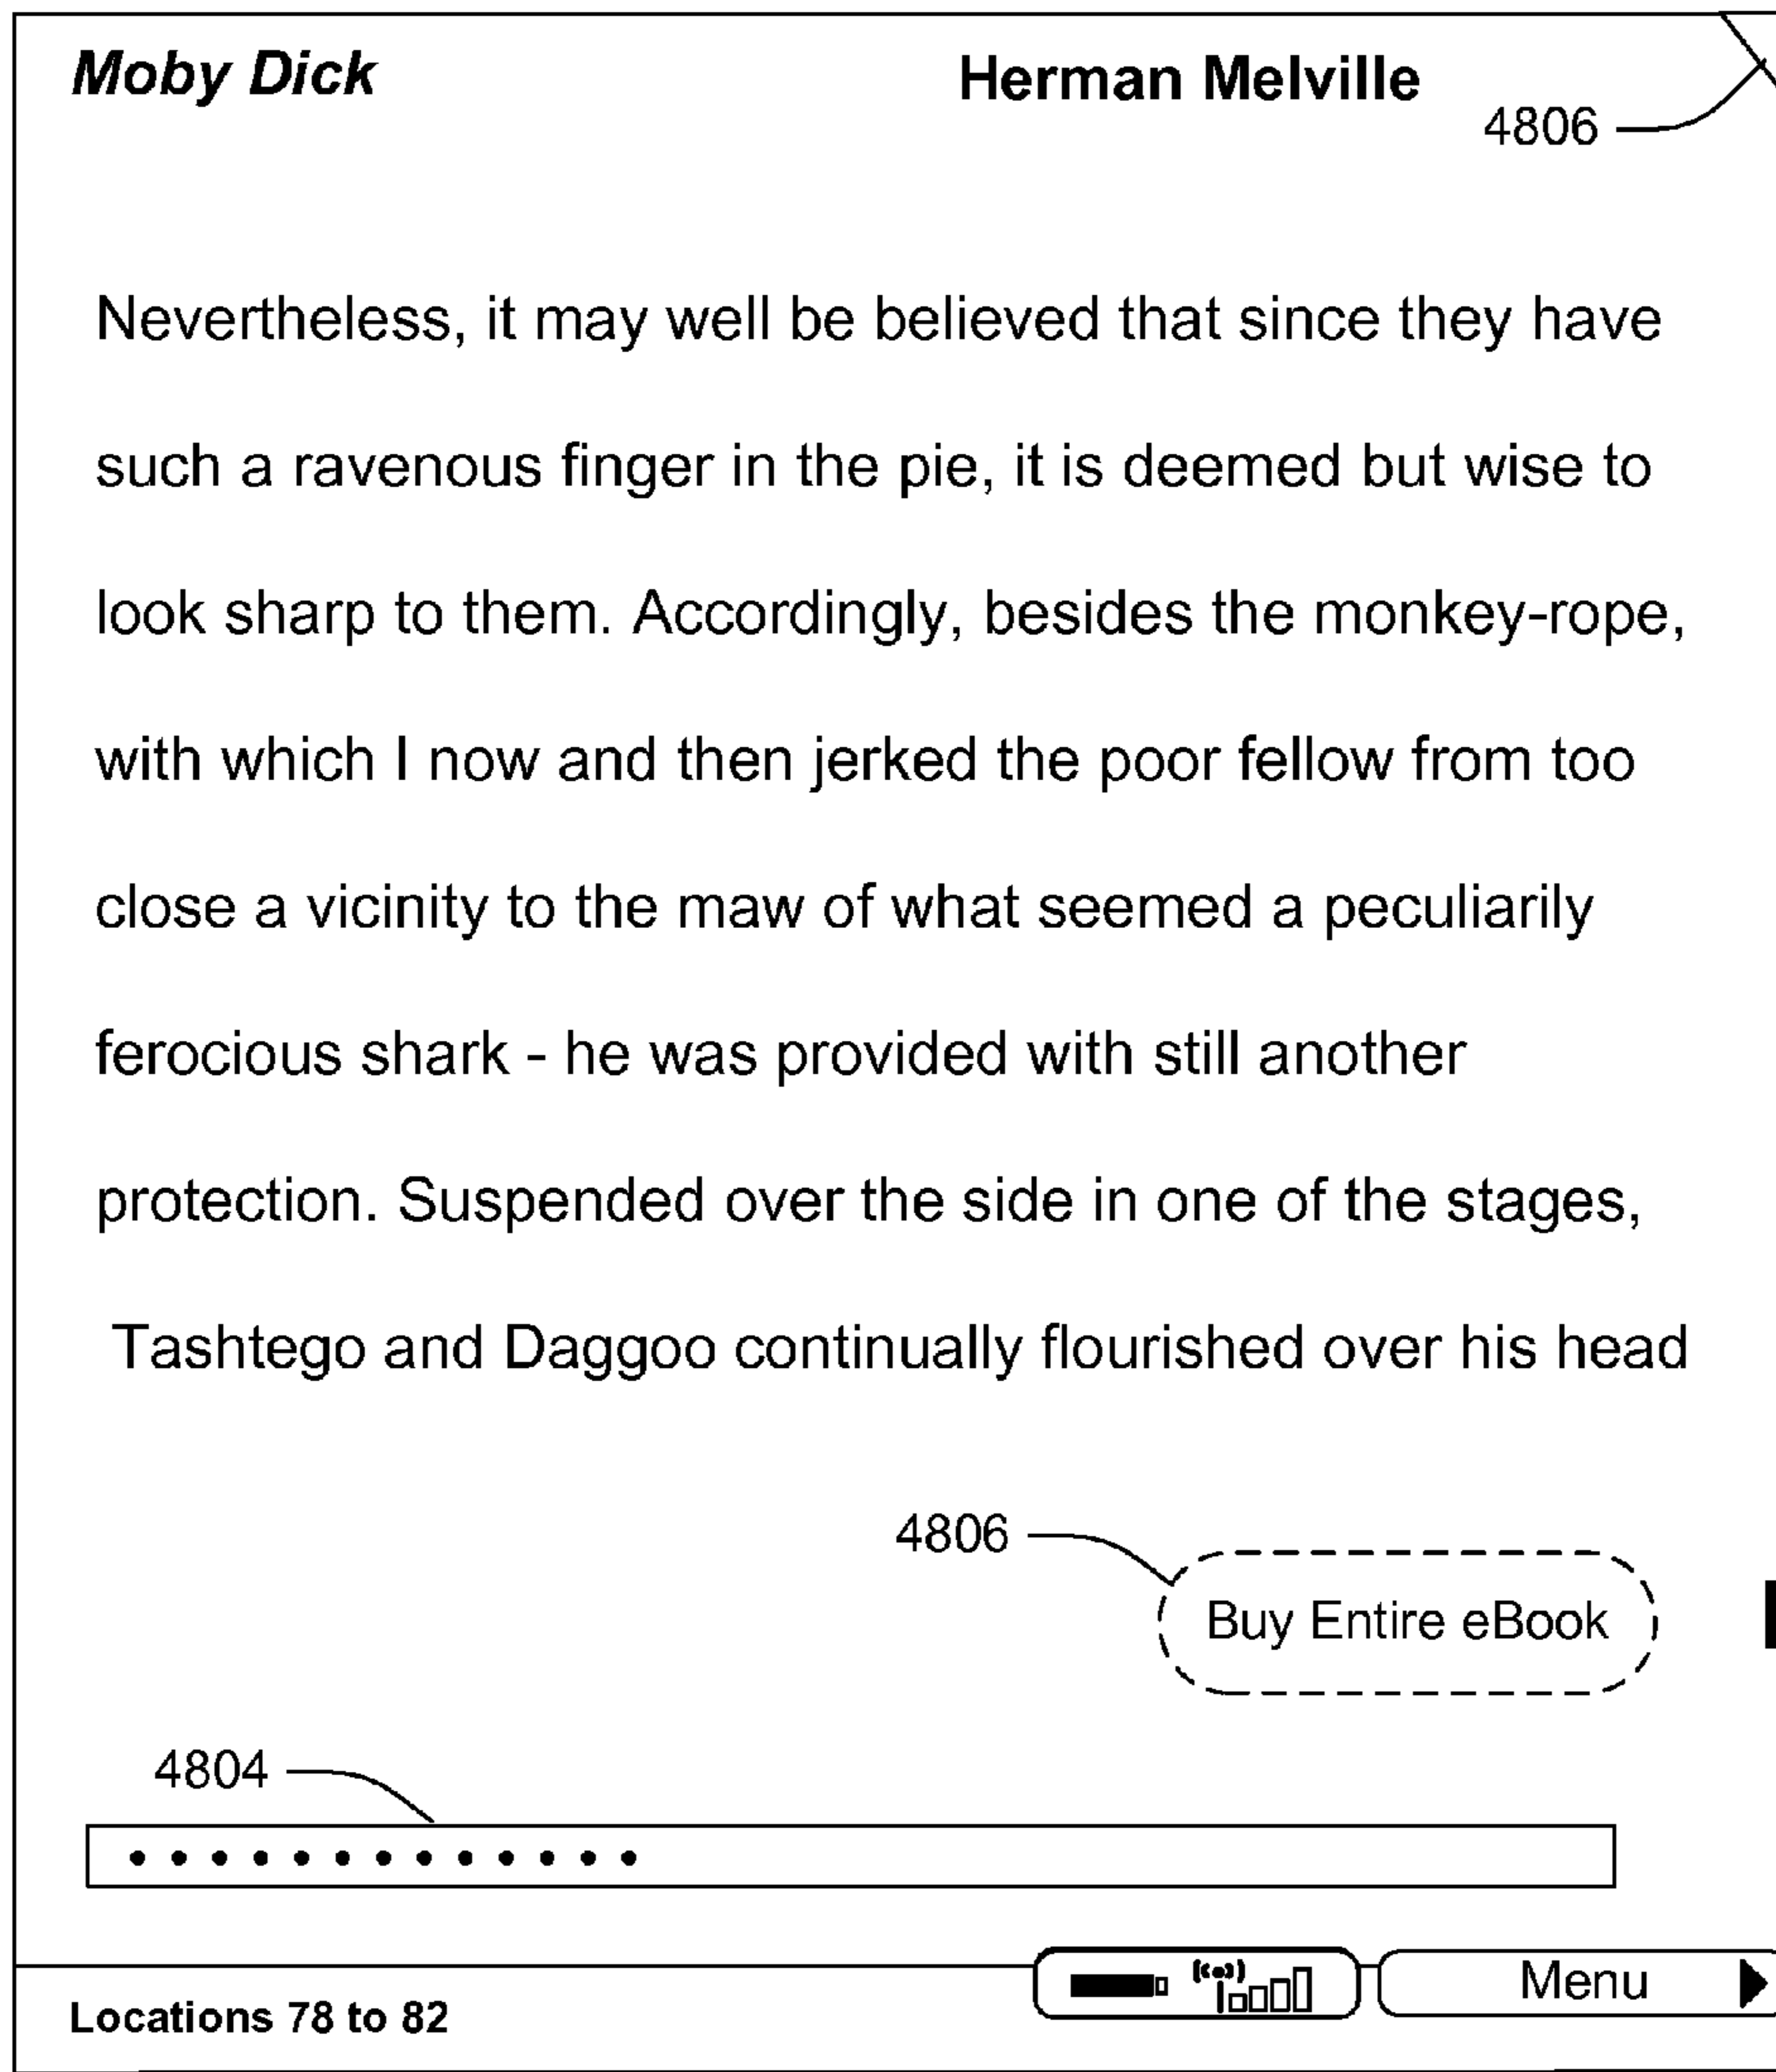 Moby Dick Herman Melville
4806
Nevertheless, it may well be believed that since they have
such a ravenous finger in the pie, it is deemed but wise to
look sharp to them. Accordingly, besides the monkey-rope,
with which I now and then jerked the poor fellow from too
close a vicinity to the maw of what seemed a peculiarily
ferocious shark - he was provided with still another
protection. Suspended over the side in one of the stages,
Tashtego and Daggoo continually flourished over his head
4806
Buy Entire eBook
4804
Menu
Locations 78 to 82